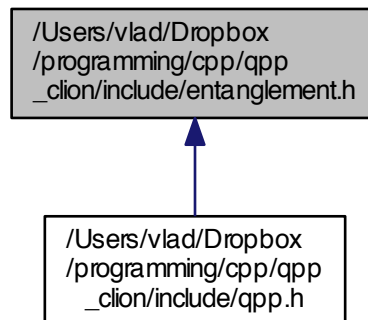 /Users/vlad/Dropbox
/programming/cpp/qpp
_clion/include/entanglement.h
/Users/vlad/Dropbox
/programming/cpp/qpp
_clion/include/qpp.h